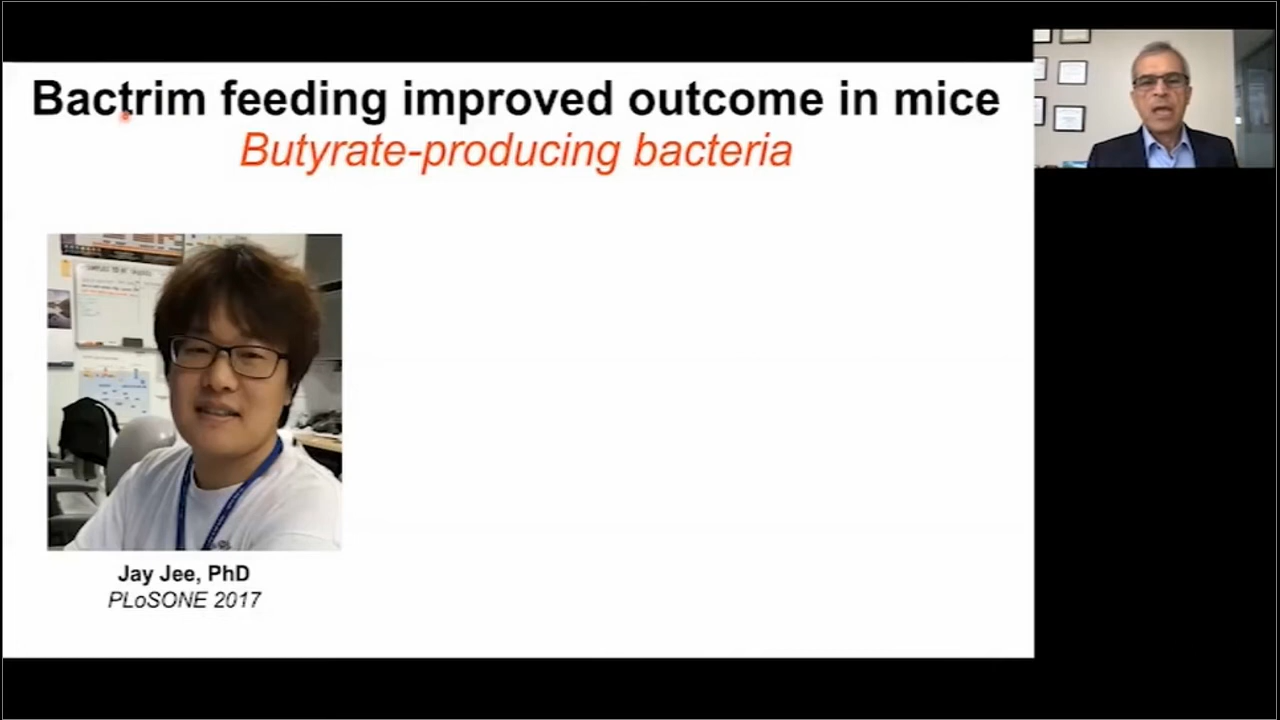 Bactrim feeding improved outcome in mice
Butyrate-producing bacteria
Jay Jee, PhD
PLoSONE 2017